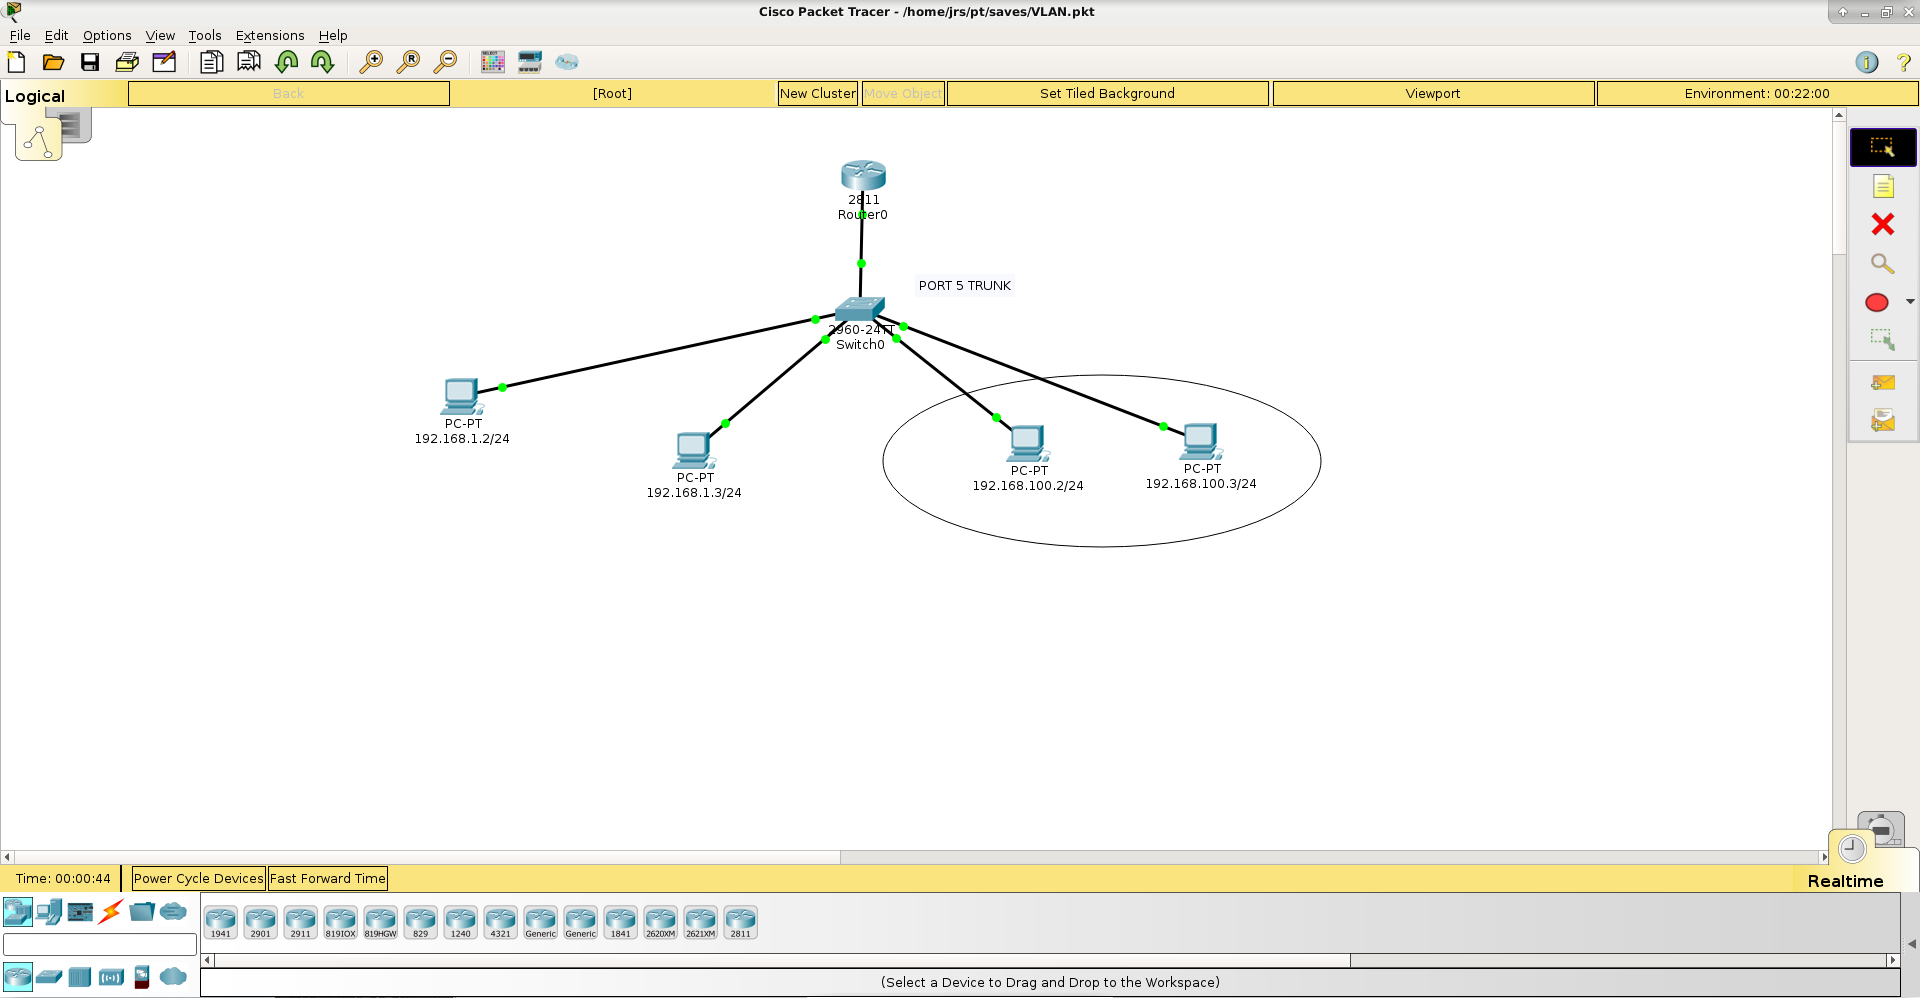 Cisco Packet Tracer - /home/jrs/pt/saves/VLAN.pkt
File Edit Options View Tools Extensions Help
Logical
Back
[Root]
New Cluster
Move Object
Set Tiled Background
Viewport
Environment: 00:22:00
2811
Router0
PORT 5 TRUNK
2960-24TT
Switch0
PC-PT
192.168.1.2/24
PC-PT
192.168.1.3/24
PC-PT
192.168.100.2/24
PC-PT
192.168.100.3/24
Time: 00:00:44
Power Cycle Devices
Fast Forward Time
Realtime
1941 2901 2911 819IOX 819HGW 829 1240 4321 Generic Generic 1841 2620XM 2621XM 2811
(Select a Device to Drag and Drop to the Workspace)